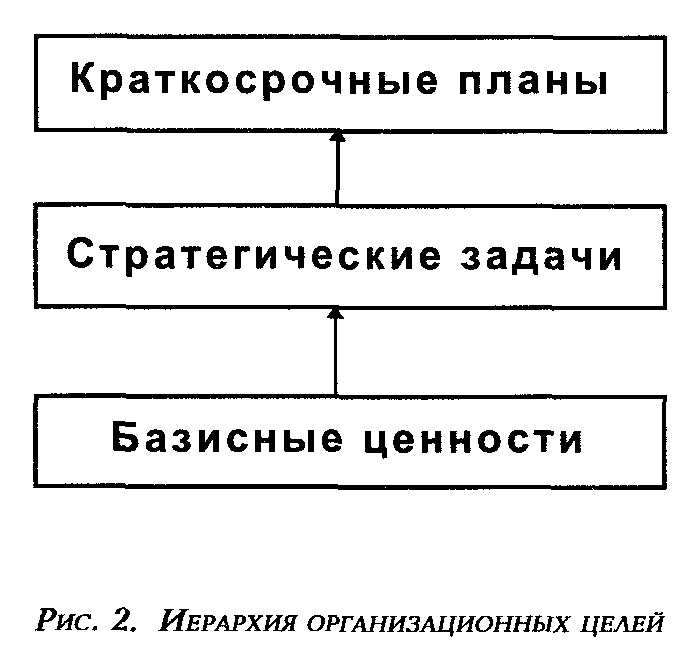 Краткосрочные планы
Стратегические задачи
Базисные ценности
Рис. 2. Иерархия организационных целей